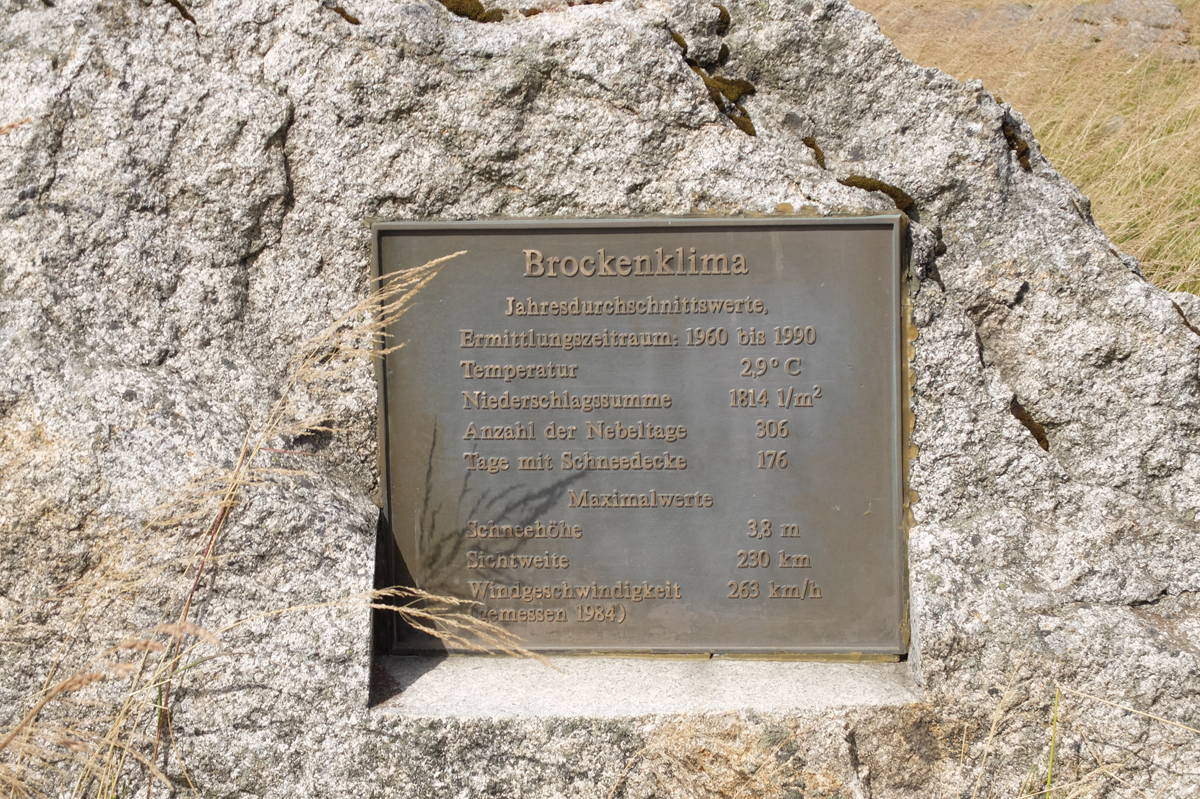 Brockenklima
Jahresdurchschnittswerte,
Ermittlungszeitraum: 1960 bis 1990
Temperatur 2,9° C
Niederschlagssumme 1814 l/m²
Anzahl der Nebeltage 306
Tage mit Schneedecke 176
Maximalwerte
Schneehöhe 3,8 m
Sichtweite 230 km
Windgeschwindigkeit 263 km/h
(gemessen 1984)